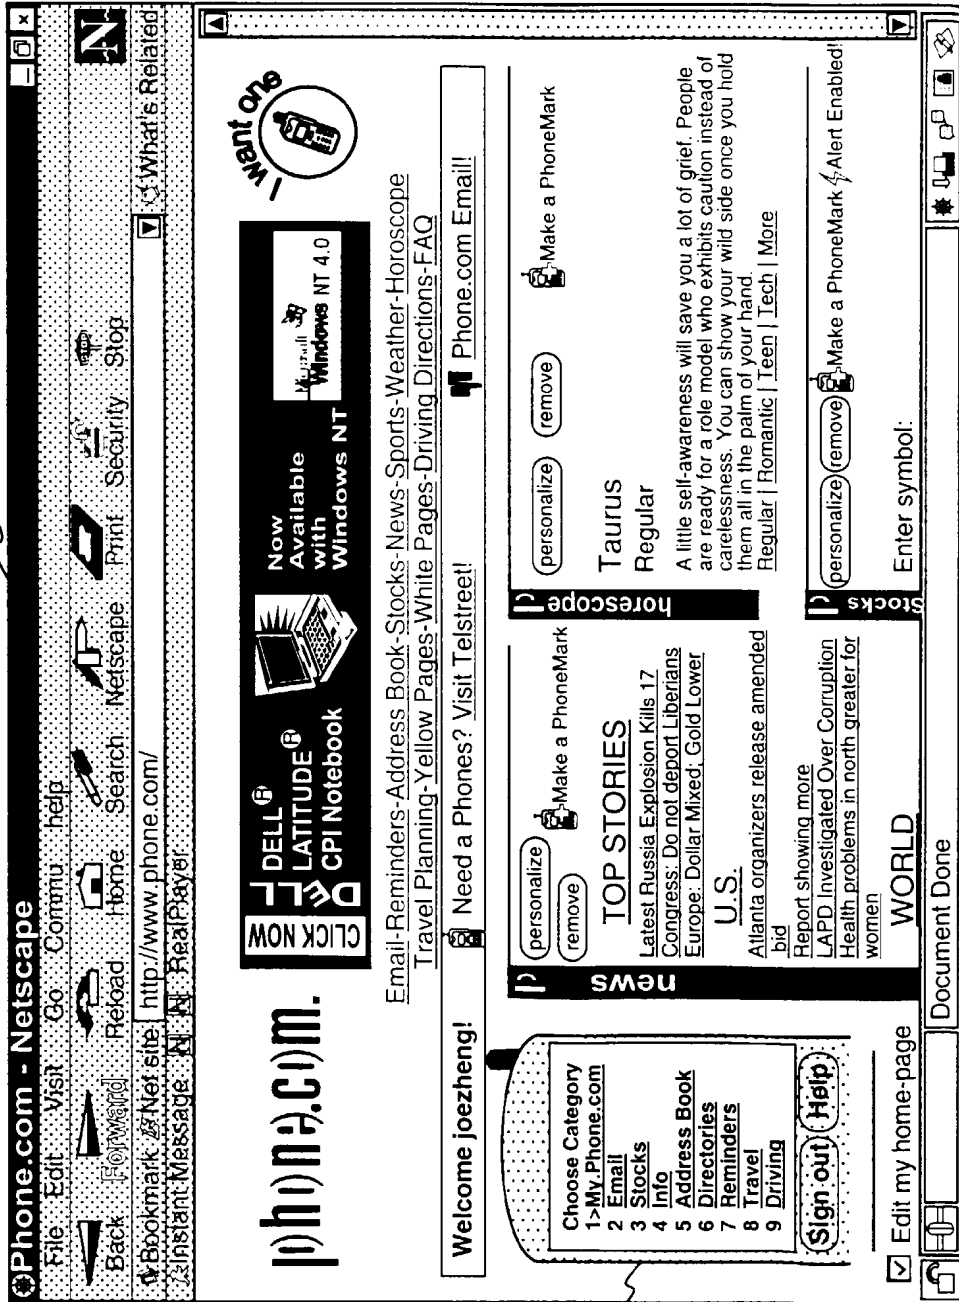 Phone.com - Netscape
File Edit Visit Go Commu help
Back Forward Reload Home Search Netscape Print Security Stop
Bookmark Net site http://www.phone.com/ What's Related
Instant Message N N RealPlayer
N
phone.com.
CLICK NOW
DELL
DELL®
LATITUDE®
CPI Notebook
Now
Available
with
Windows NT
Microsoft
Windows NT 4.0
I want one
Email-Reminders-Address Book-Stocks-News-Sports-Weather-Horoscope
Travel Planning-Yellow Pages-White Pages-Driving Directions-FAQ
Welcome joezheng! Need a Phones? Visit Telstreet! Phone.com Email!
Choose Category
1>My Phone.com
2 Email
3 Stocks
4 Info
5 Address Book
6 Directories
7 Reminders
8 Travel
9 Driving
Sign out Help
Edit my home-page
news
personalize
remove
Make a PhoneMark
TOP STORIES
Latest Russia Explosion Kills 17
Congress: Do not deport Liberians
Europe: Dollar Mixed; Gold Lower
U.S.
Atlanta organizers release amended
bid
Report showing more
LAPD Investigated Over Corruption
Health problems in north greater for
women
WORLD
horescope
personalize remove Make a PhoneMark
Taurus
Regular
A little self-awareness will save you a lot of grief. People
are ready for a role model who exhibits caution instead of
carelessness. You can show your wild side once you hold
them all in the palm of your hand.
Regular | Romantic | Teen | Tech | More
Stocks
personalize remove Make a PhoneMark Alert Enabled!
Enter symbol:
Document Done